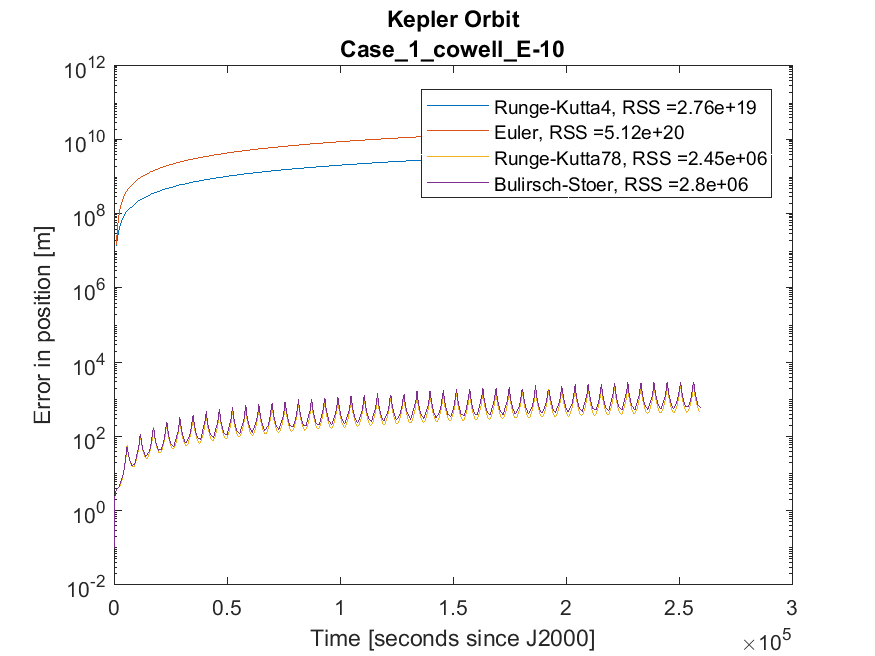 Kepler Orbit
Case_1_cowell_E-10
10^12
10^10
10^8
10^6
10^4
10^2
10^0
10^-2
Error in position [m]
Runge-Kutta4, RSS =2.76e+19
Euler, RSS =5.12e+20
Runge-Kutta78, RSS =2.45e+06
Bulirsch-Stoer, RSS =2.8e+06
0 0.5 1 1.5 2 2.5 3
Time [seconds since J2000]
×10^5